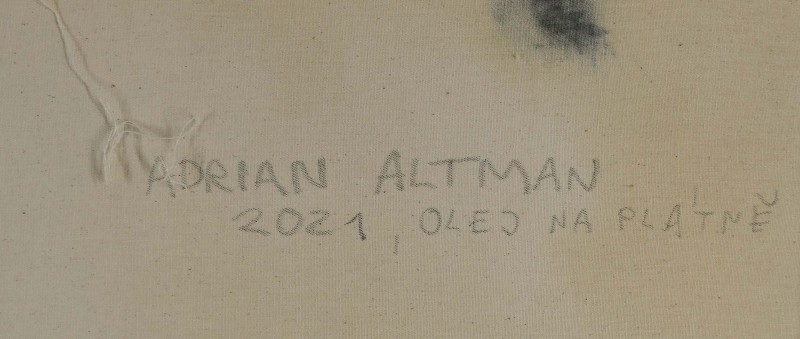 ADRIAN ALTMAN
2021, OLEJ NA PLÁTNĚ